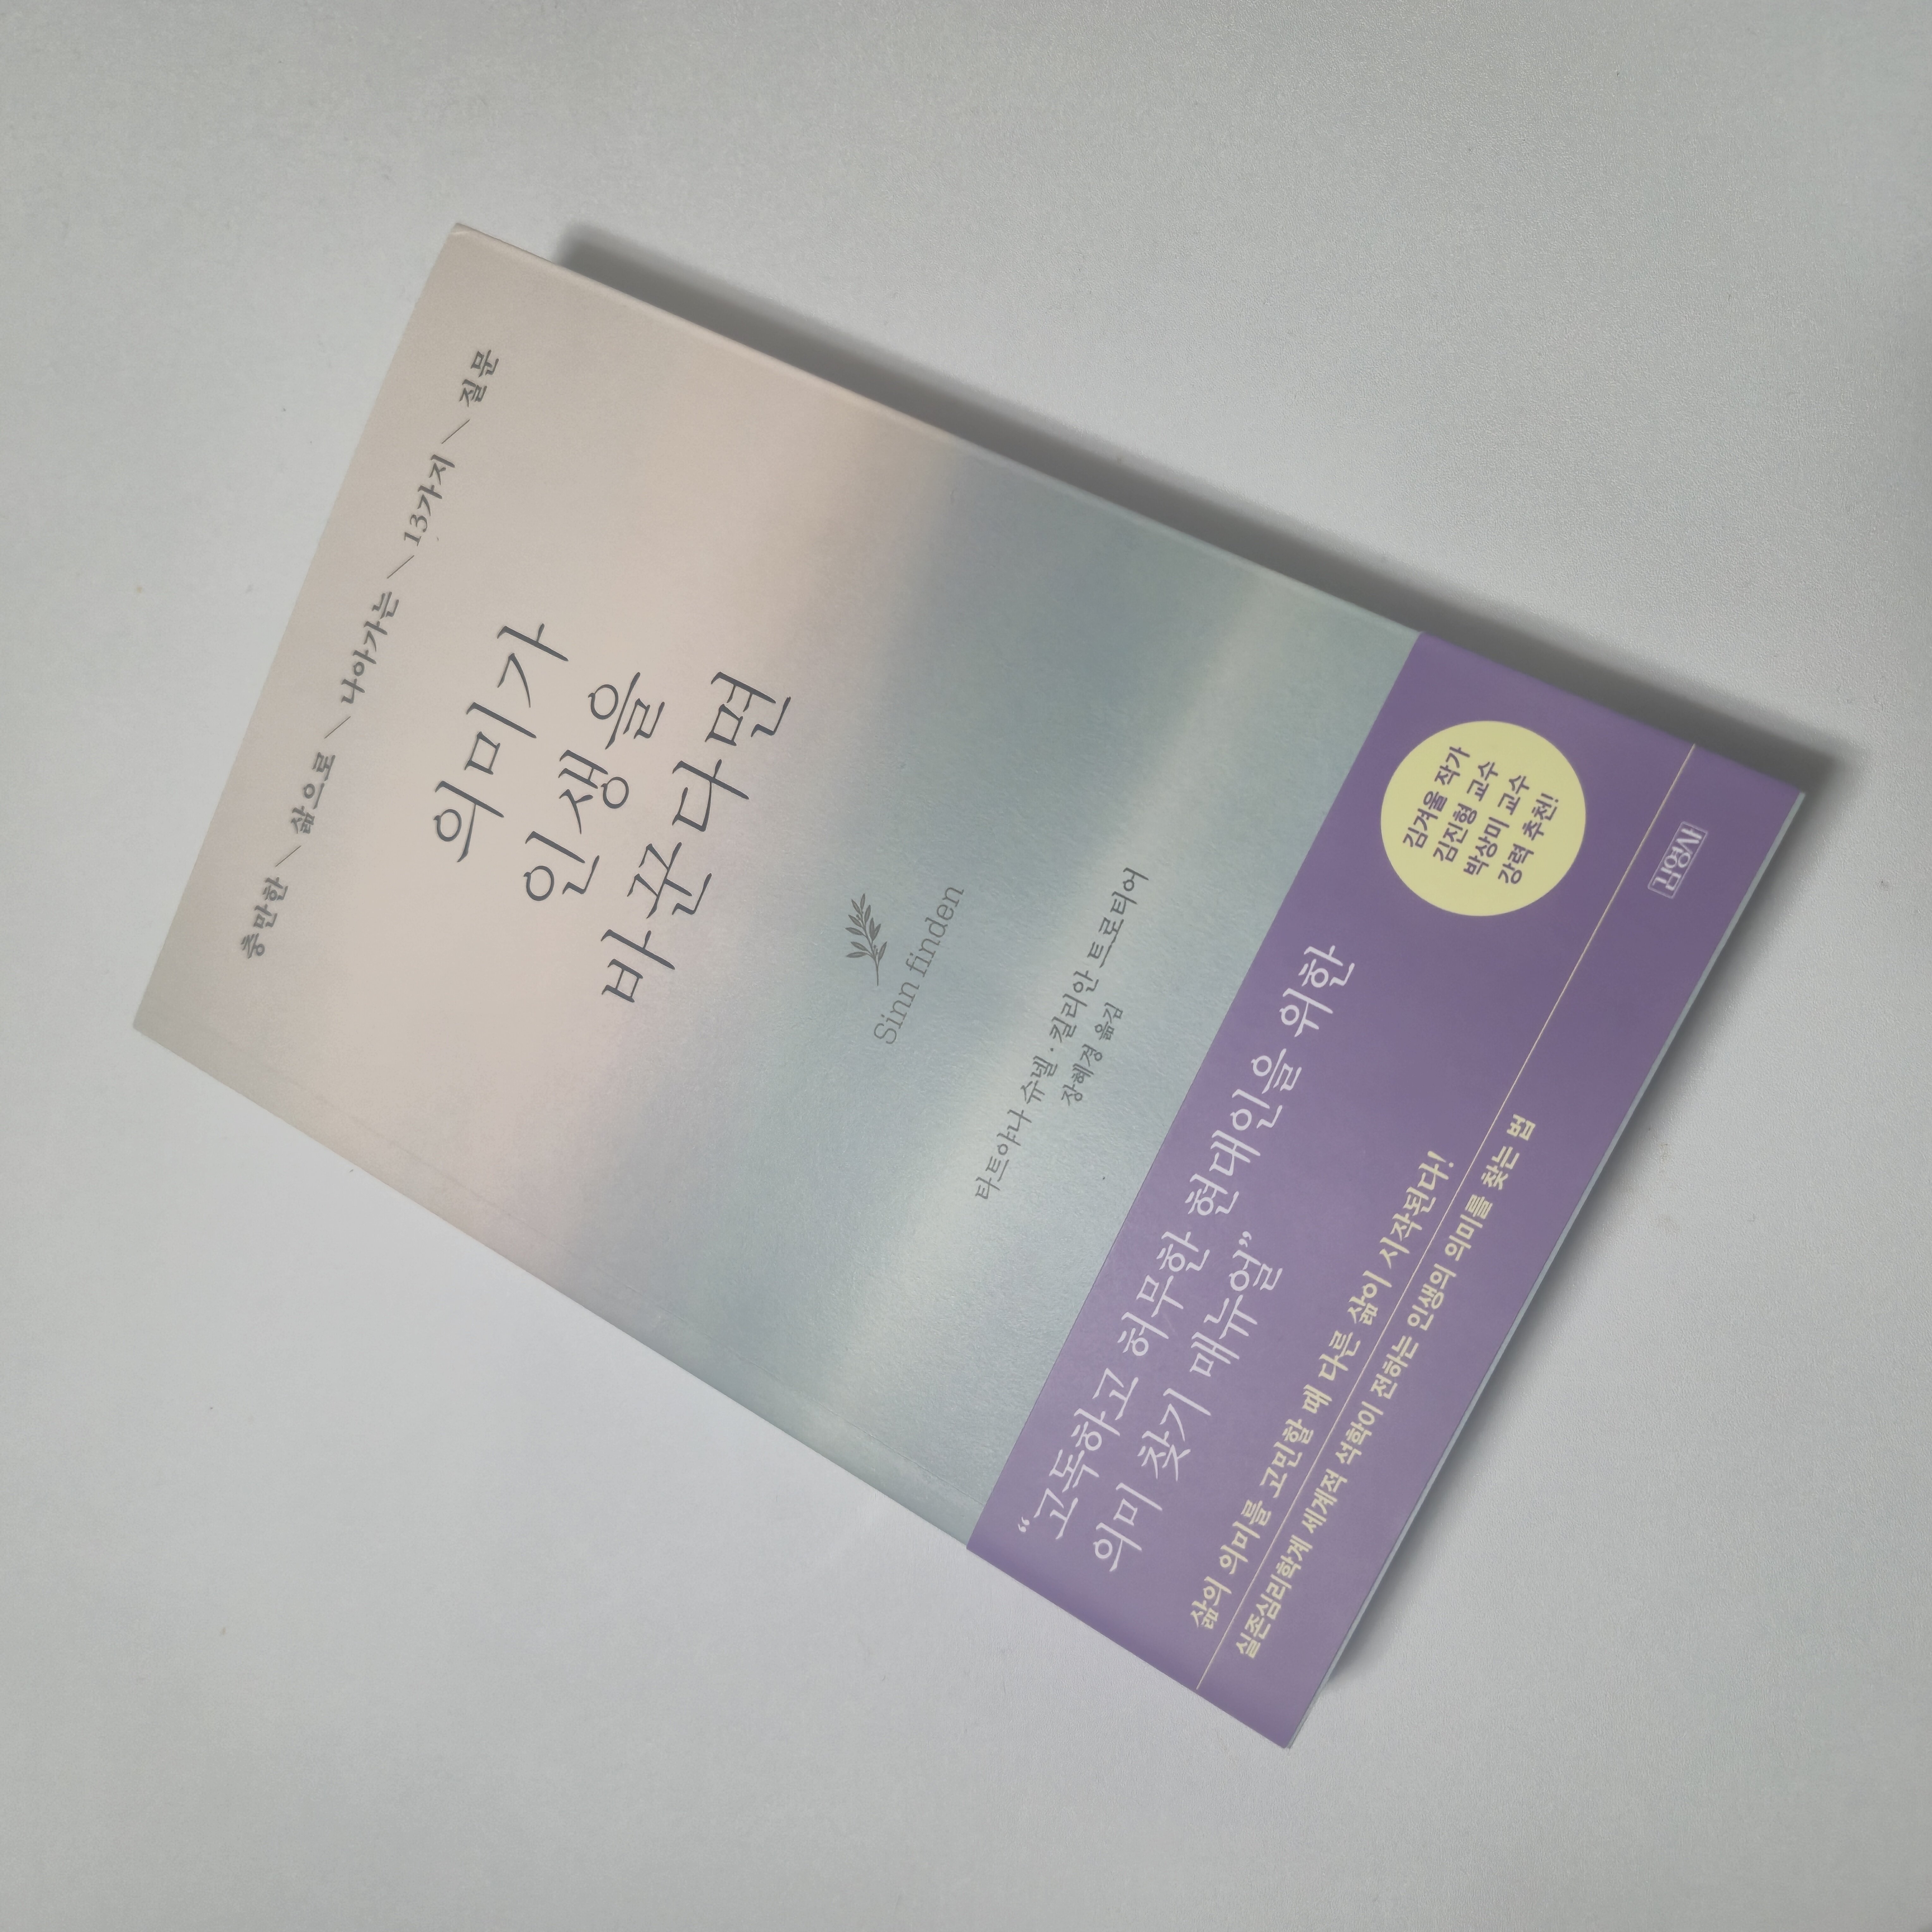 충만한 \ 삶으로 \ 나아가는 \ 13가지 \ 질문
의미가
인생을
바꾼다면
Sinn finden
타트야나 슈넬·킬리안 트로티어
장혜경 옮김
“고독하고 허무한 현대인을 위한
의미 찾기 매뉴얼”
김겨울 작가
김진형 교수
박상미 교수
강력 추천!
삶의 의미를 고민할 때 다른 삶이 시작된다!
실존심리학계 세계적 석학이 전하는 인생의 의미를 찾는 법
김영사